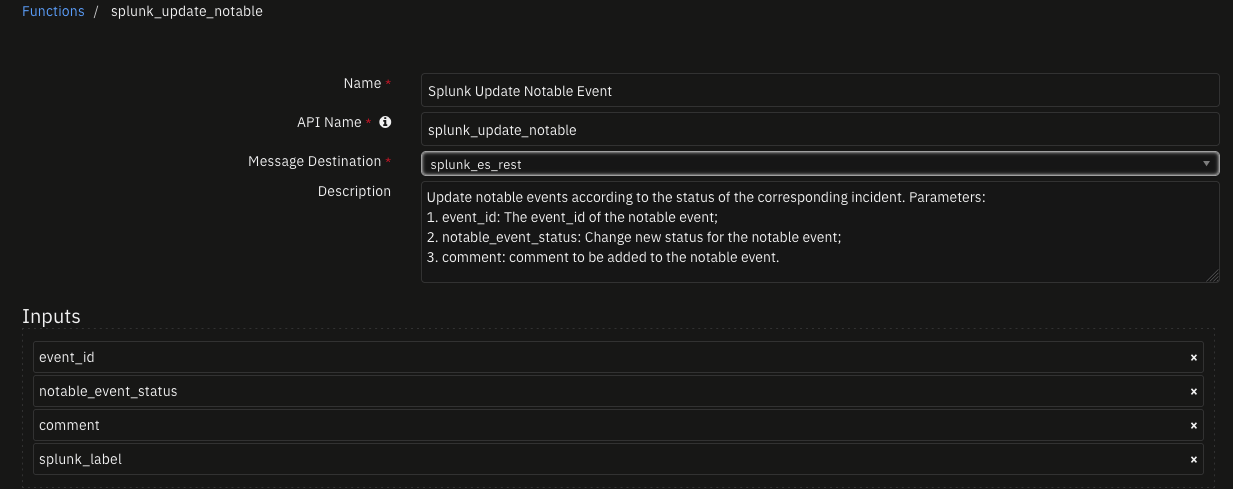 Functions / splunk_update_notable
Name *
Splunk Update Notable Event
API Name *
splunk_update_notable
Message Destination *
splunk_es_rest
Description
Update notable events according to the status of the corresponding incident. Parameters:
1. event_id: The event_id of the notable event;
2. notable_event_status: Change new status for the notable event;
3. comment: comment to be added to the notable event.
Inputs
event_id ×
notable_event_status ×
comment ×
splunk_label ×